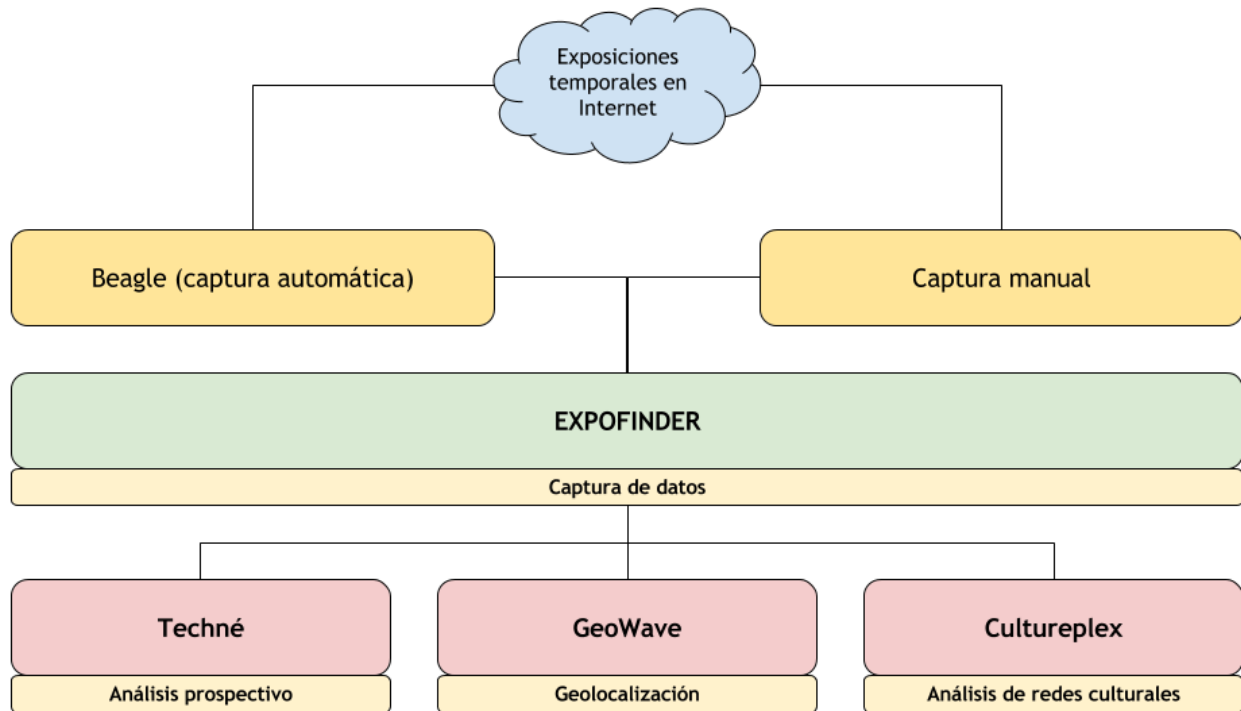 Exposiciones
temporales en
Internet
Beagle (captura automática)
Captura manual
EXPOFINDER
Captura de datos
Techné
GeoWave
Cultureplex
Análisis prospectivo
Geolocalización
Análisis de redes culturales